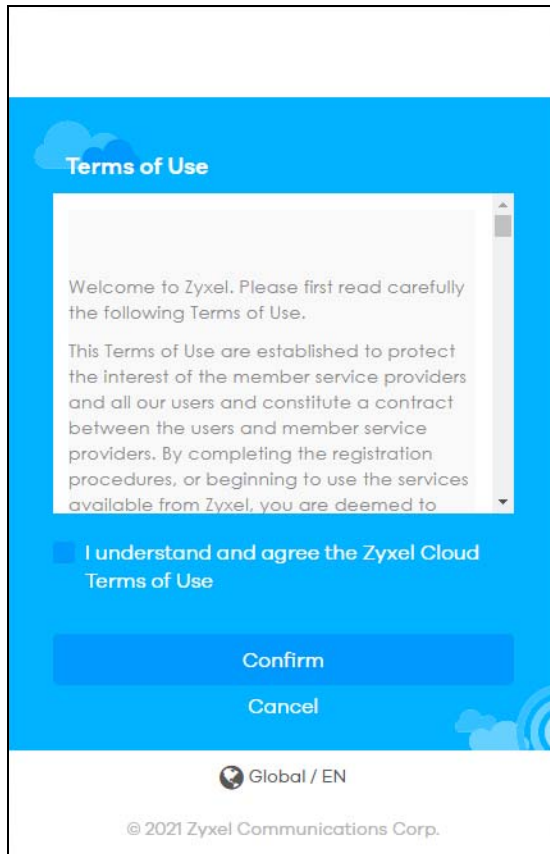 Terms of Use
Welcome to Zyxel. Please first read carefully
the following Terms of Use.
This Terms of Use are established to protect
the interest of the member service providers
and all our users and constitute a contract
between the users and member service
providers. By completing the registration
procedures, or beginning to use the services
available from Zyxel, you are deemed to
I understand and agree the Zyxel Cloud
Terms of Use
Confirm
Cancel
Global / EN
© 2021 Zyxel Communications Corp.